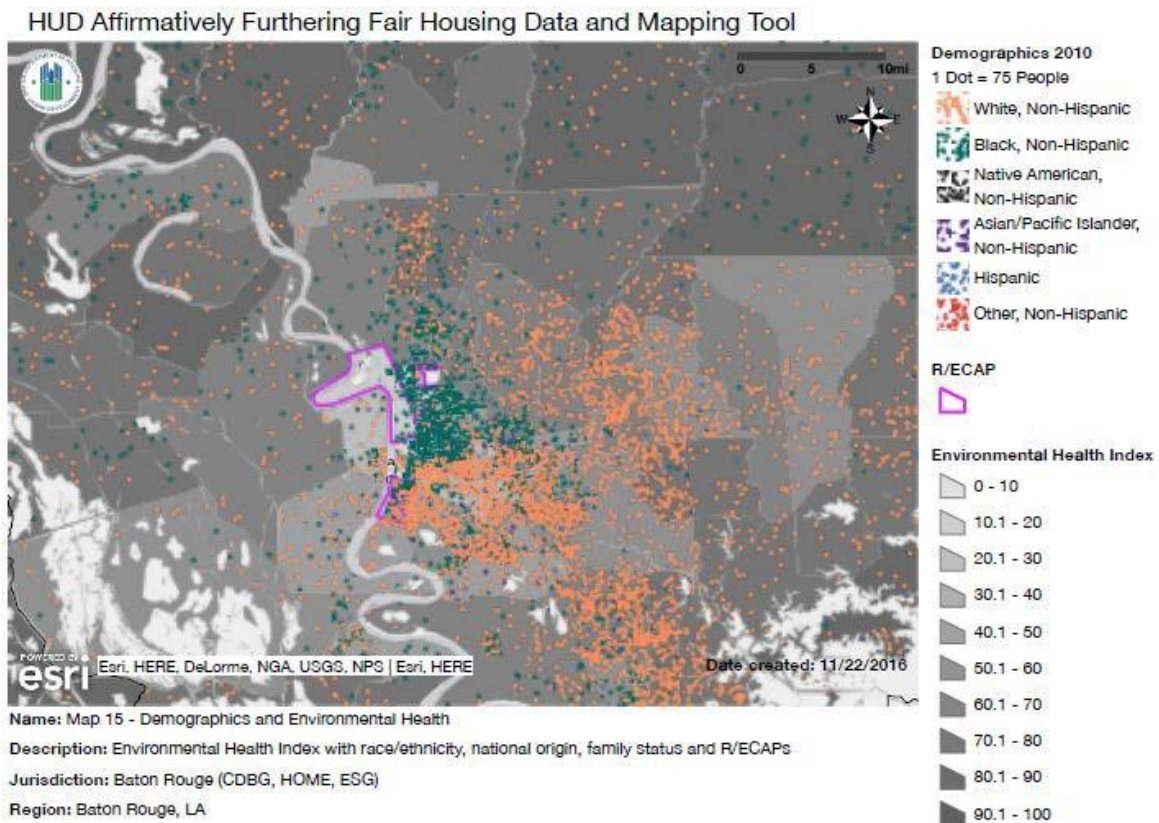 HUD Affirmatively Furthering Fair Housing Data and Mapping Tool
0 5 10mi
N
W E
S
Demographics 2010
1 Dot = 75 People
White, Non-Hispanic
Black, Non-Hispanic
Native American,
Non-Hispanic
Asian/Pacific Islander,
Non-Hispanic
Hispanic
Other, Non-Hispanic
R/ECAP
Environmental Health Index
0 - 10
10.1 - 20
20.1 - 30
30.1 - 40
40.1 - 50
50.1 - 60
60.1 - 70
70.1 - 80
80.1 - 90
90.1 - 100
POWERED BY
esri
Esri, HERE, DeLorme, NGA, USGS, NPS | Esri, HERE
Date created: 11/22/2016
Name: Map 15 - Demographics and Environmental Health
Description: Environmental Health Index with race/ethnicity, national origin, family status and R/ECAPs
Jurisdiction: Baton Rouge (CDBG, HOME, ESG)
Region: Baton Rouge, LA